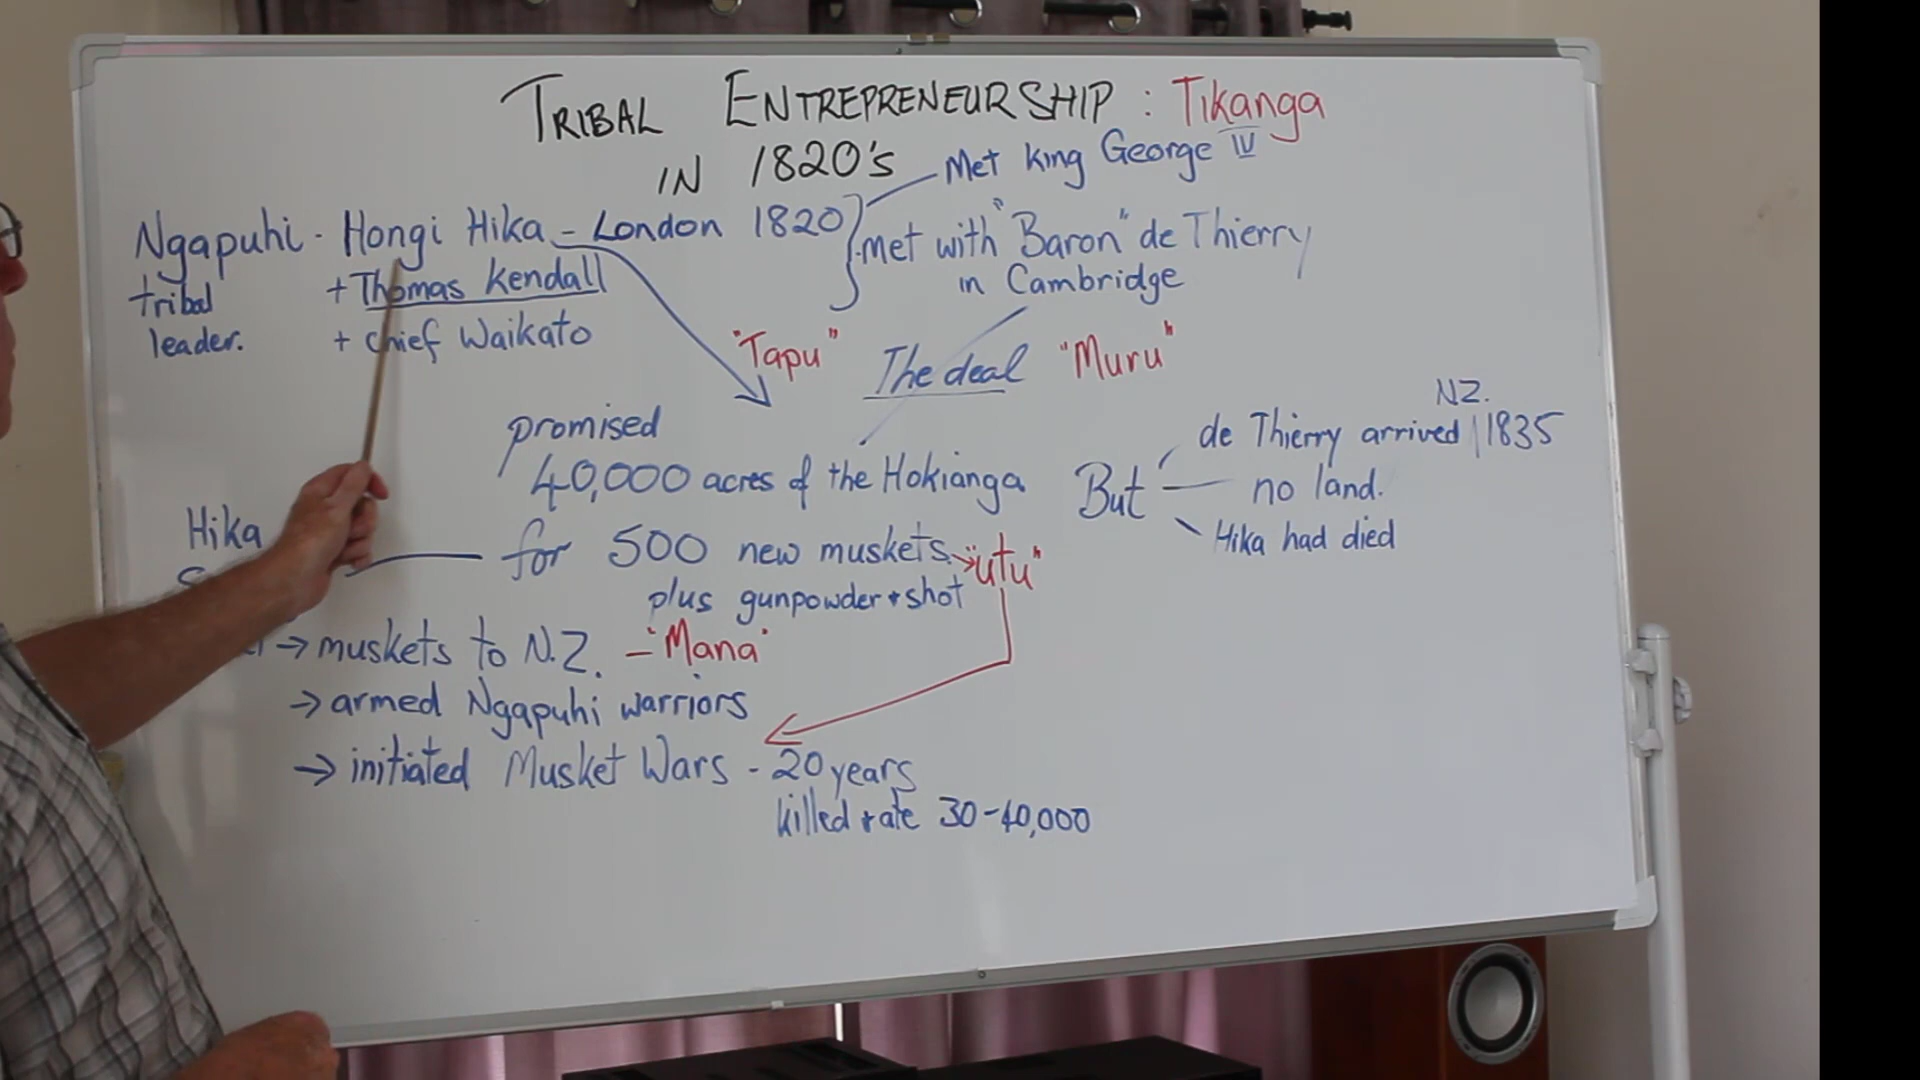 TRIBAL ENTREPRENEURSHIP : Tikanga
IN 1820's
Met King George IV
Ngapuhi - Hongi Hika - London 1820
met with "Baron" de Thierry
in Cambridge
tribal
leader.
+ Thomas Kendall
+ chief Waikato
"Tapu" The deal "Muru"
promised
40,000 acres of the Hokianga
for 500 new muskets → "utu"
plus gunpowder + shot
But
NZ.
de Thierry arrived 1835
no land.
Hika had died
Hika
→ muskets to N.Z. - "Mana"
→ armed Ngapuhi warriors
→ initiated Musket Wars - 20 years
killed rate 30-40,000